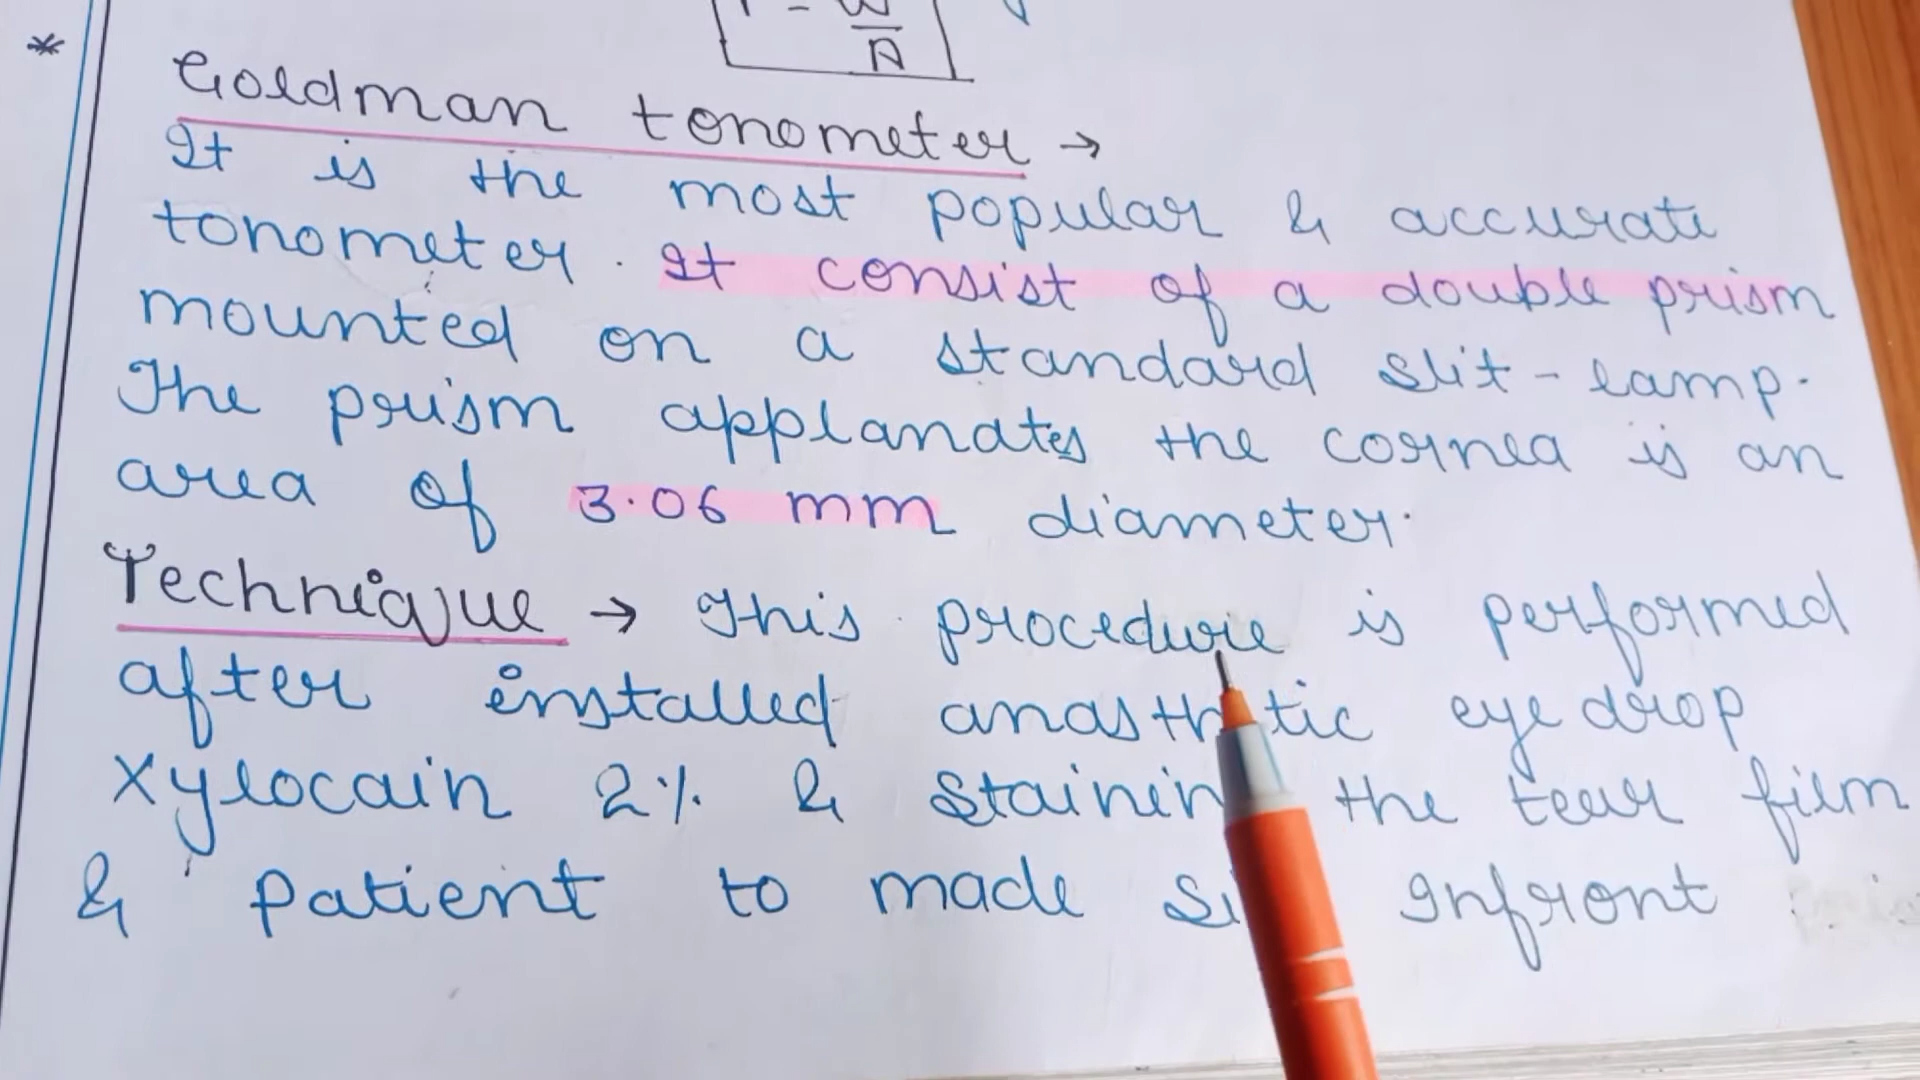 P = W/A
*
Goldman tonometer →
It is the most popular & accurate
tonometer. It consist of a double prism
mounted on a standard slit-lamp.
The prism applanates the cornea is an
area of 3.06 mm diameter.
Technique → This procedure is performed
after installed anasthtic eye drop
Xylocain 2% & stainin the tear film
& patient to made si infront